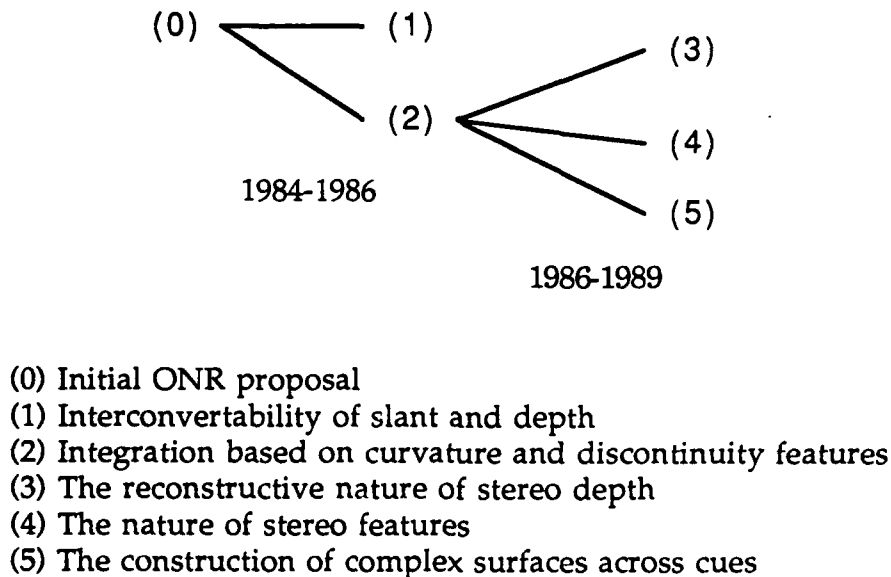 (0) (1)
(3)
(2)
(4)
1984-1986
(5)
1986-1989
(0) Initial ONR proposal
(1) Interconvertability of slant and depth
(2) Integration based on curvature and discontinuity features
(3) The reconstructive nature of stereo depth
(4) The nature of stereo features
(5) The construction of complex surfaces across cues